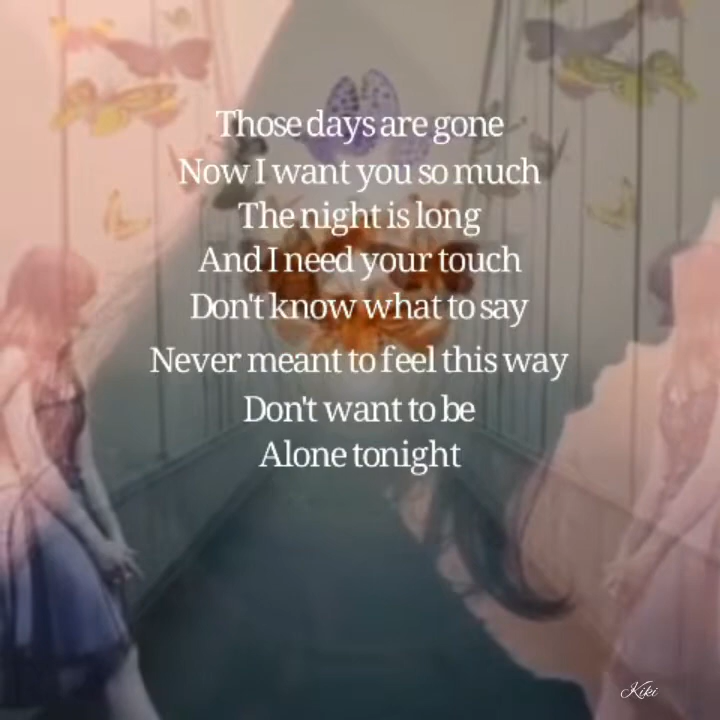 Those days are gone
Now I want you so much
The night is long
And I need your touch
Don't know what to say
Never meant to feel this way
Don't want to be
Alone tonight
Kiki